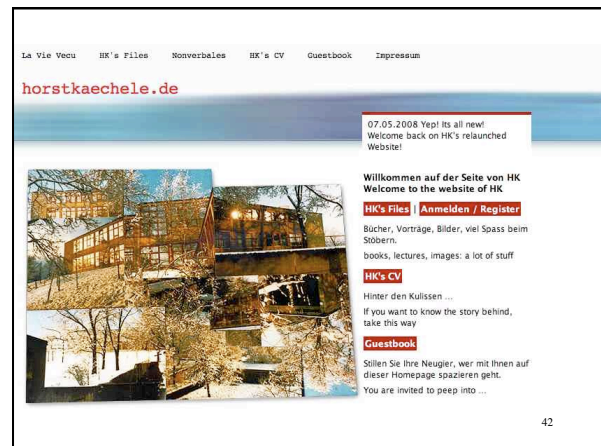 La Vie Vecu HK's Files Nonverbales HK's CV Guestbook Impressum
horstkaechele.de
07.05.2008 Yep! Its all new!
Welcome back on HK's relaunched
Website!
Willkommen auf der Seite von HK
Welcome to the website of HK
HK's Files | Anmelden / Register
Bücher, Vorträge, Bilder, viel Spass beim
Stöbern.
books, lectures, images: a lot of stuff
HK's CV
Hinter den Kulissen ...
If you want to know the story behind,
take this way
Guestbook
Stillen Sie Ihre Neugier, wer mit Ihnen auf
dieser Homepage spazieren geht.
You are invited to peep into ...
42